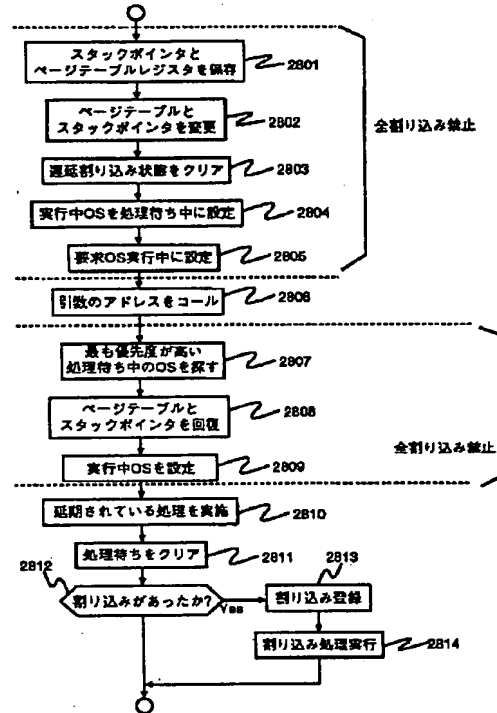 スタックポインタと
ページテーブルレジスタを保存
2801
ページテーブルと
スタックポインタを変更
2802
全割り込み禁止
遅延割り込み状態をクリア
2803
実行中OSを処理待ち中に設定
2804
要求OS実行中に設定
2805
引数のアドレスをコール
2806
最も優先度が高い
処理待ち中のOSを探す
2807
ページテーブルと
スタックポインタを回復
2808
全割り込み禁止
実行中OSを設定
2809
延期されている処理を実施
2810
処理待ちをクリア
2811
2812
割り込みがあったか?
Yes
2813
割り込み登録
割り込み処理実行
2814